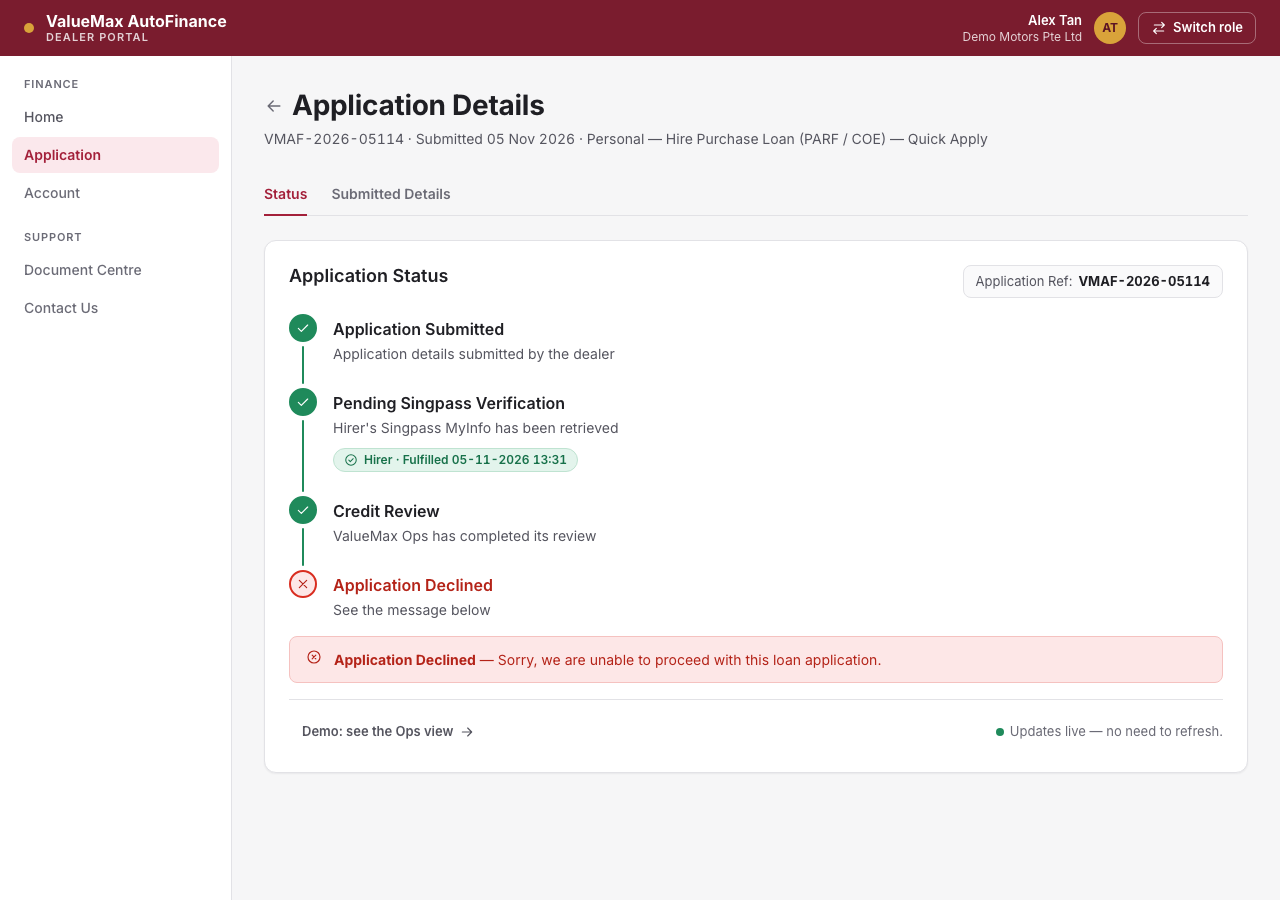 ValueMax AutoFinance
DEALER PORTAL
Alex Tan
Demo Motors Pte Ltd
AT
Switch role
FINANCE
Home
Application
Account
SUPPORT
Document Centre
Contact Us
Application Details
VMAF-2026-05114 · Submitted 05 Nov 2026 · Personal — Hire Purchase Loan (PARF / COE) — Quick Apply
Status
Submitted Details
Application Status
Application Ref: VMAF-2026-05114
Application Submitted
Application details submitted by the dealer
Pending Singpass Verification
Hirer's Singpass MyInfo has been retrieved
Hirer · Fulfilled 05-11-2026 13:31
Credit Review
ValueMax Ops has completed its review
Application Declined
See the message below
Application Declined — Sorry, we are unable to proceed with this loan application.
Demo: see the Ops view →
Updates live — no need to refresh.